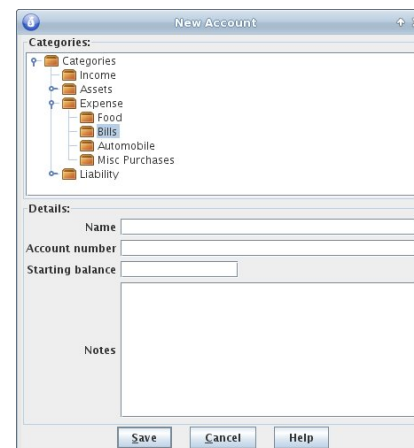 New Account
Categories:
Categories
Income
Assets
Expense
Food
Bills
Automobile
Misc Purchases
Liability
Details:
Name
Account number
Starting balance
Notes
Save
Cancel
Help